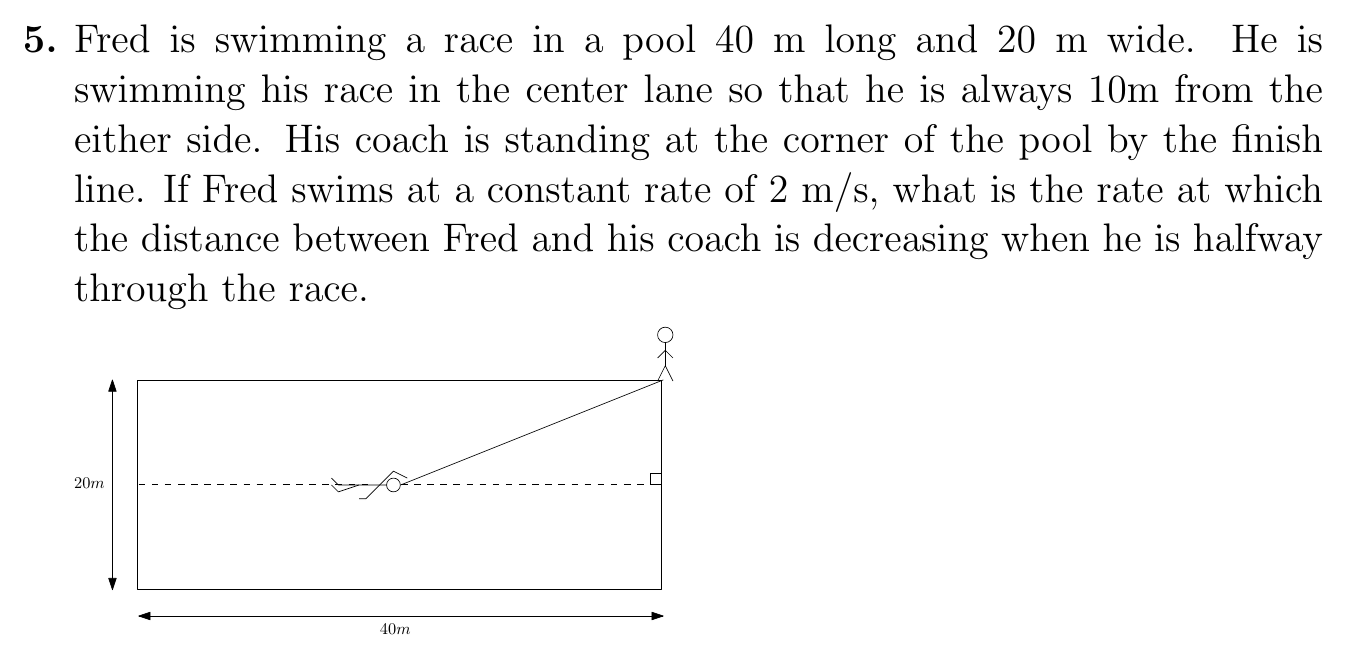 5. Fred is swimming a race in a pool 40 m long and 20 m wide. He is
swimming his race in the center lane so that he is always 10m from the
either side. His coach is standing at the corner of the pool by the finish
line. If Fred swims at a constant rate of 2 m/s, what is the rate at which
the distance between Fred and his coach is decreasing when he is halfway
through the race.
20m
40m